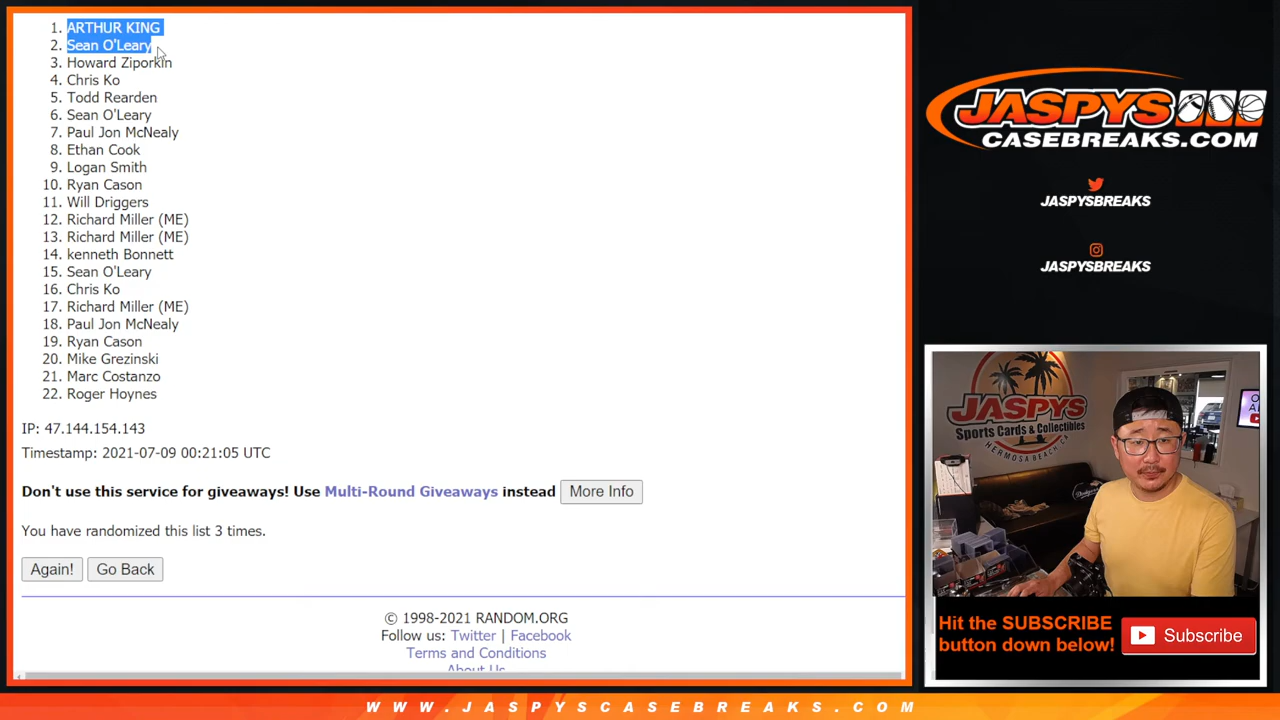 1. ARTHUR KING
2. Sean O'Leary
3. Howard Ziporkin
4. Chris Ko
5. Todd Rearden
6. Sean O'Leary
7. Paul Jon McNealy
8. Ethan Cook
9. Logan Smith
10. Ryan Cason
11. Will Driggers
12. Richard Miller (ME)
13. Richard Miller (ME)
14. kenneth Bonnett
15. Sean O'Leary
16. Chris Ko
17. Richard Miller (ME)
18. Paul Jon McNealy
19. Ryan Cason
20. Mike Grezinski
21. Marc Costanzo
22. Roger Hoynes
IP: 47.144.154.143
Timestamp: 2021-07-09 00:21:05 UTC
Don't use this service for giveaways! Use Multi-Round Giveaways instead More Info
You have randomized this list 3 times.
Again! Go Back
© 1998-2021 RANDOM.ORG
Follow us: Twitter | Facebook
Terms and Conditions
About Us
JASPYS
CASEBREAKS.COM
JASPYSBREAKS
JASPYSBREAKS
JASPYS
Sports Cards & Collectibles
HERMOSA BEACH, CA
Hit the SUBSCRIBE
button down below!
Subscribe
WWW.JASPYSCASEBREAKS.COM